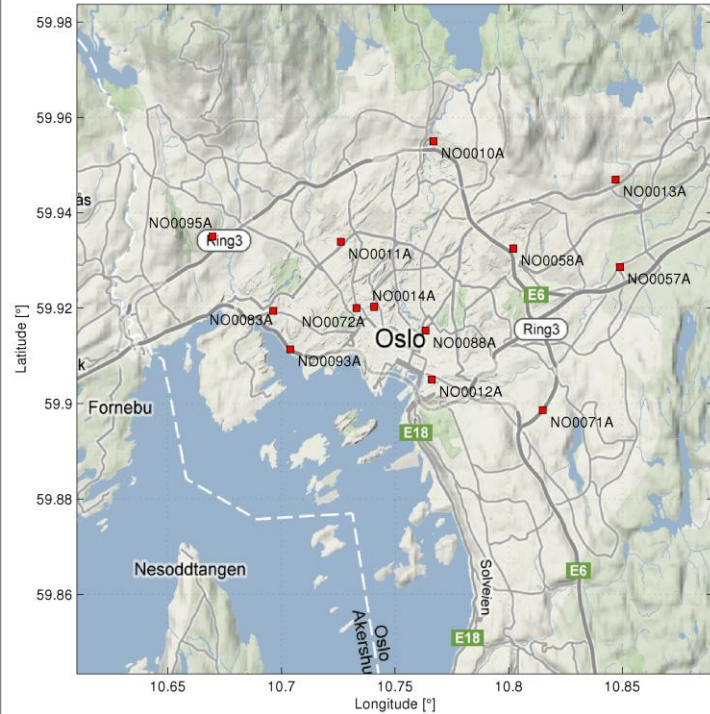 59.98
59.96
59.94
59.92
59.9
59.88
59.86
Latitude [°]
NO0010A
NO0013A
ås
NO0095A
Ring3
NO0011A
NO0058A
NO0057A
E6
NO0083A
NO0072A
NO0014A
Ring3
Oslo
NO0088A
NO0093A
k
NO0012A
Fornebu
NO0071A
E18
Nesoddtangen
Solveien
E6
Oslo
Akershu
E18
10.65
10.7
10.75
10.8
10.85
Longitude [°]